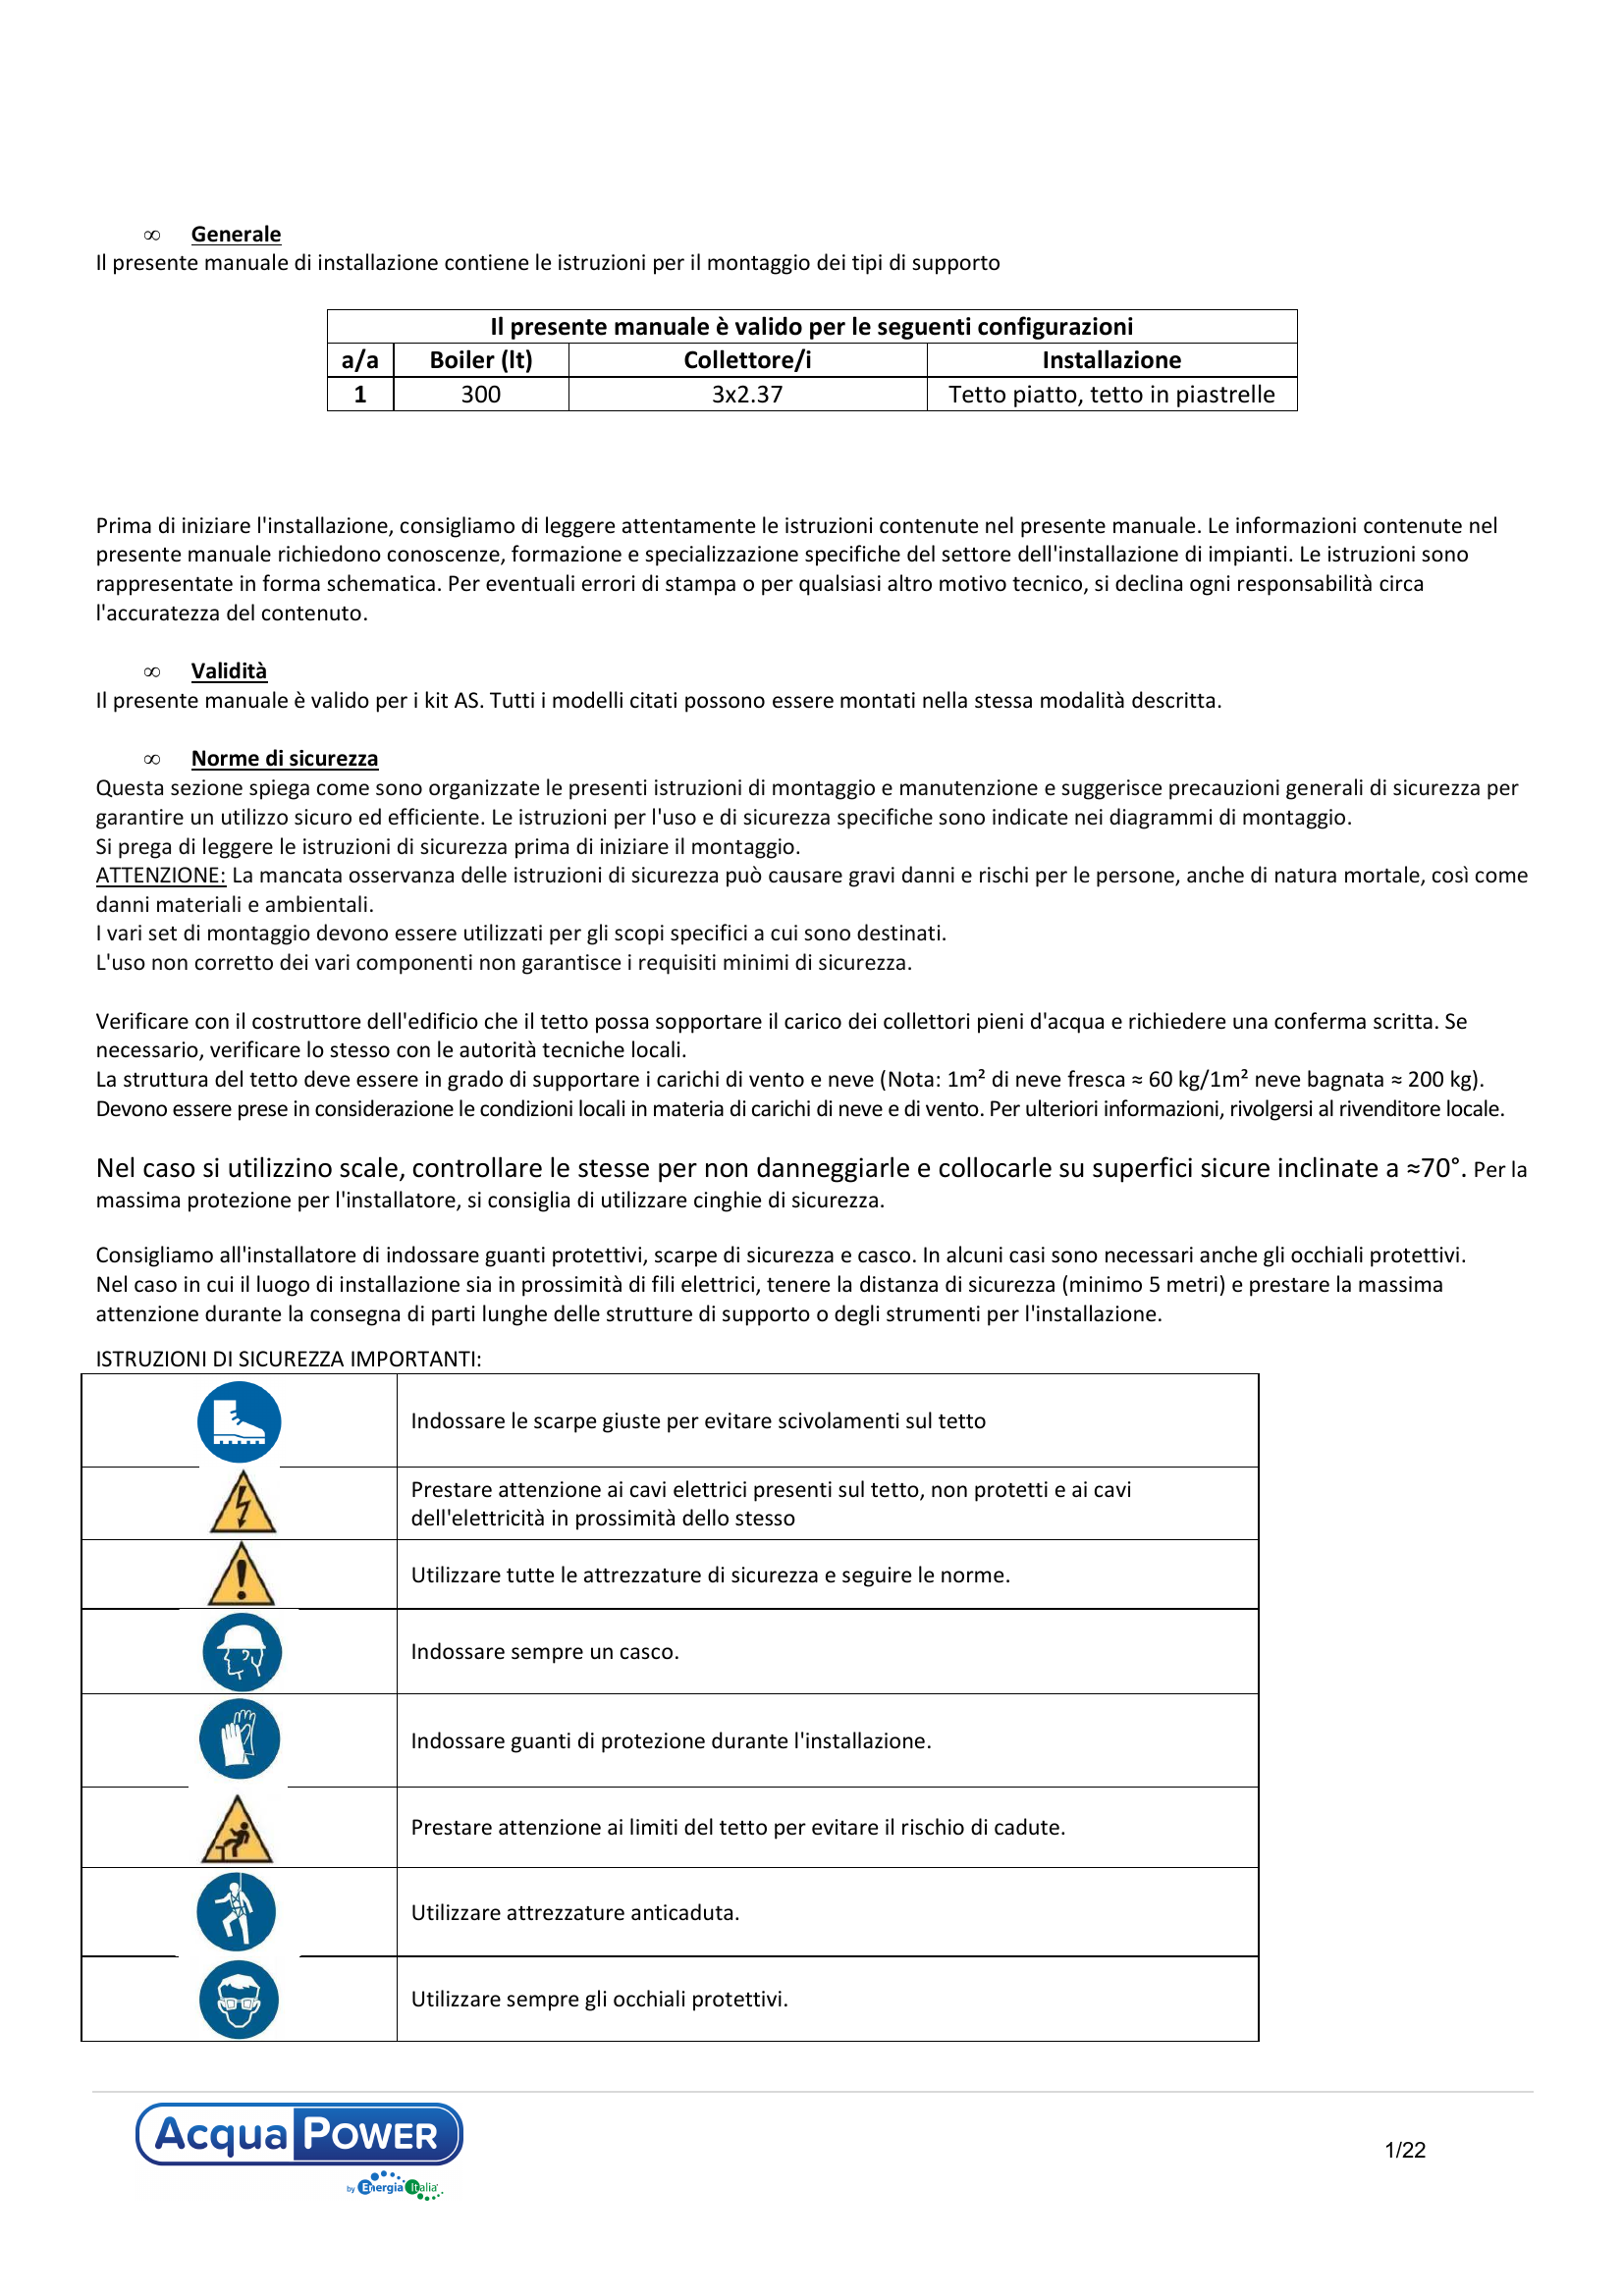 ∞ Generale
Il presente manuale di installazione contiene le istruzioni per il montaggio dei tipi di supporto
Il presente manuale è valido per le seguenti configurazioni
a/a Boiler (lt) Collettore/i Installazione
1 300 3x2.37 Tetto piatto, tetto in piastrelle
Prima di iniziare l'installazione, consigliamo di leggere attentamente le istruzioni contenute nel presente manuale. Le informazioni contenute nel
presente manuale richiedono conoscenze, formazione e specializzazione specifiche del settore dell'installazione di impianti. Le istruzioni sono
rappresentate in forma schematica. Per eventuali errori di stampa o per qualsiasi altro motivo tecnico, si declina ogni responsabilità circa
l'accuratezza del contenuto.
∞ Validità
Il presente manuale è valido per i kit AS. Tutti i modelli citati possono essere montati nella stessa modalità descritta.
∞ Norme di sicurezza
Questa sezione spiega come sono organizzate le presenti istruzioni di montaggio e manutenzione e suggerisce precauzioni generali di sicurezza per
garantire un utilizzo sicuro ed efficiente. Le istruzioni per l'uso e di sicurezza specifiche sono indicate nei diagrammi di montaggio.
Si prega di leggere le istruzioni di sicurezza prima di iniziare il montaggio.
ATTENZIONE: La mancata osservanza delle istruzioni di sicurezza può causare gravi danni e rischi per le persone, anche di natura mortale, così come
danni materiali e ambientali.
I vari set di montaggio devono essere utilizzati per gli scopi specifici a cui sono destinati.
L'uso non corretto dei vari componenti non garantisce i requisiti minimi di sicurezza.
Verificare con il costruttore dell'edificio che il tetto possa sopportare il carico dei collettori pieni d'acqua e richiedere una conferma scritta. Se
necessario, verificare lo stesso con le autorità tecniche locali.
La struttura del tetto deve essere in grado di supportare i carichi di vento e neve (Nota: 1m² di neve fresca ≈ 60 kg/1m² neve bagnata ≈ 200 kg).
Devono essere prese in considerazione le condizioni locali in materia di carichi di neve e di vento. Per ulteriori informazioni, rivolgersi al rivenditore locale.
Nel caso si utilizzino scale, controllare le stesse per non danneggiarle e collocarle su superfici sicure inclinate a ≈70°. Per la
massima protezione per l'installatore, si consiglia di utilizzare cinghie di sicurezza.
Consigliamo all'installatore di indossare guanti protettivi, scarpe di sicurezza e casco. In alcuni casi sono necessari anche gli occhiali protettivi.
Nel caso in cui il luogo di installazione sia in prossimità di fili elettrici, tenere la distanza di sicurezza (minimo 5 metri) e prestare la massima
attenzione durante la consegna di parti lunghe delle strutture di supporto o degli strumenti per l'installazione.
ISTRUZIONI DI SICUREZZA IMPORTANTI:
Indossare le scarpe giuste per evitare scivolamenti sul tetto
Prestare attenzione ai cavi elettrici presenti sul tetto, non protetti e ai cavi
dell'elettricità in prossimità dello stesso
Utilizzare tutte le attrezzature di sicurezza e seguire le norme.
Indossare sempre un casco.
Indossare guanti di protezione durante l'installazione.
Prestare attenzione ai limiti del tetto per evitare il rischio di cadute.
Utilizzare attrezzature anticaduta.
Utilizzare sempre gli occhiali protettivi.
Acqua POWER
by Energia Italia
1/22